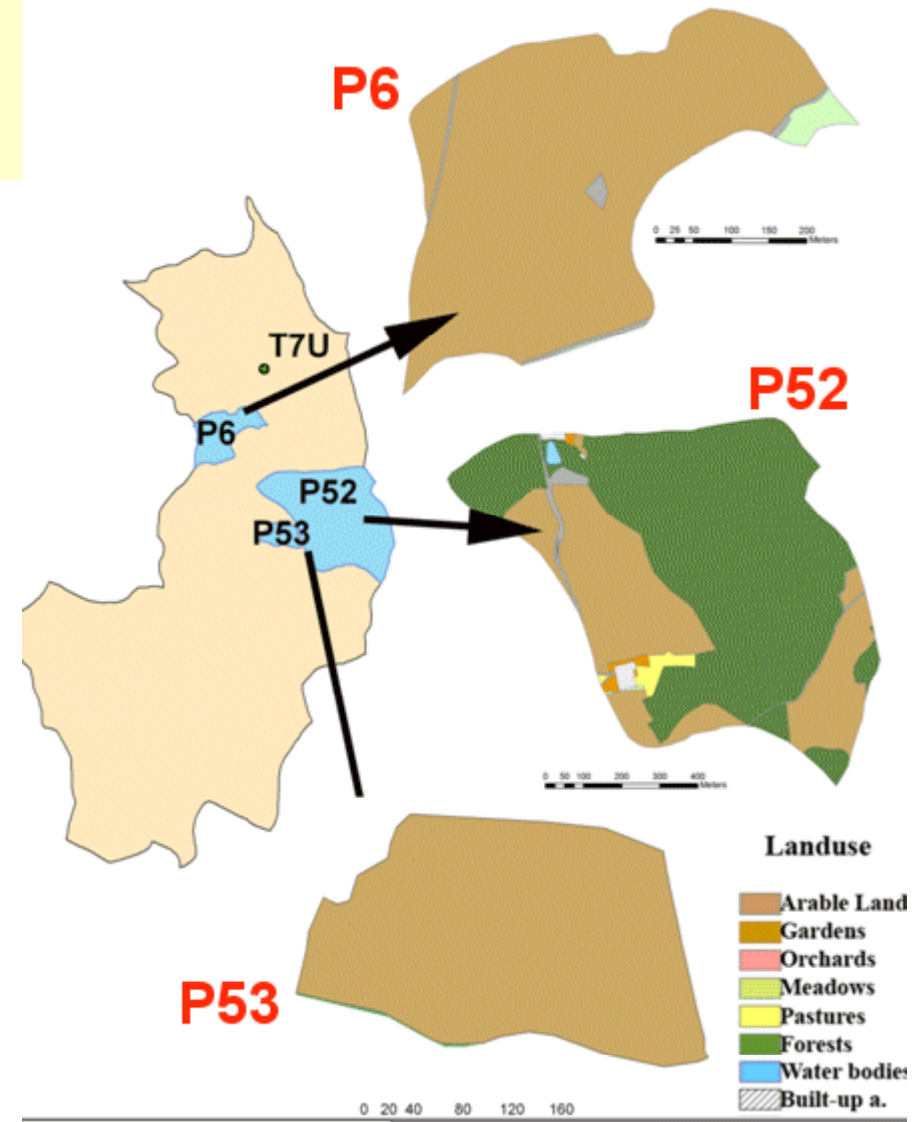 P6
0 25 50 100 150 200
Meters
T7U
P6
P52
P52
P53
0 50 100 200 300 400
Meters
Landuse
Arable Land
Gardens
Orchards
Meadows
Pastures
Forests
Water bodies
Built-up a.
P53
0 20 40 80 120 160